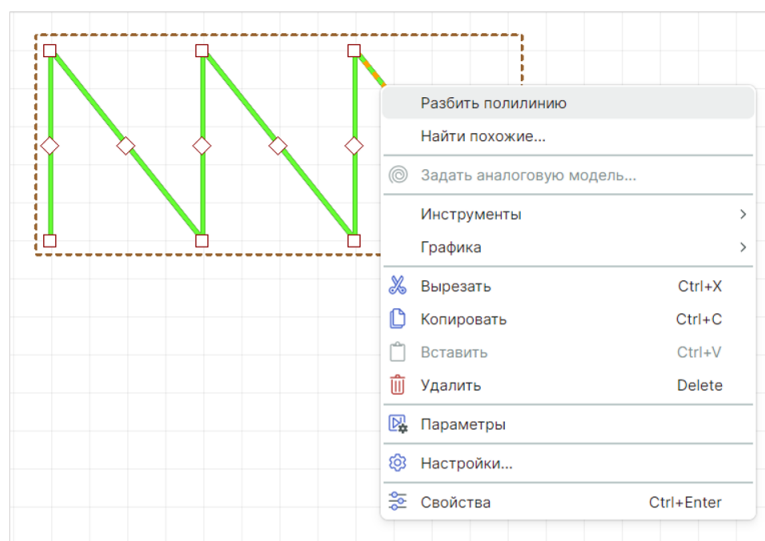 Разбить полилинию
Найти похожие...
Задать аналоговую модель...
Инструменты
Графика
Вырезать Ctrl+X
Копировать Ctrl+C
Вставить Ctrl+V
Удалить Delete
Параметры
Настройки...
Свойства Ctrl+Enter